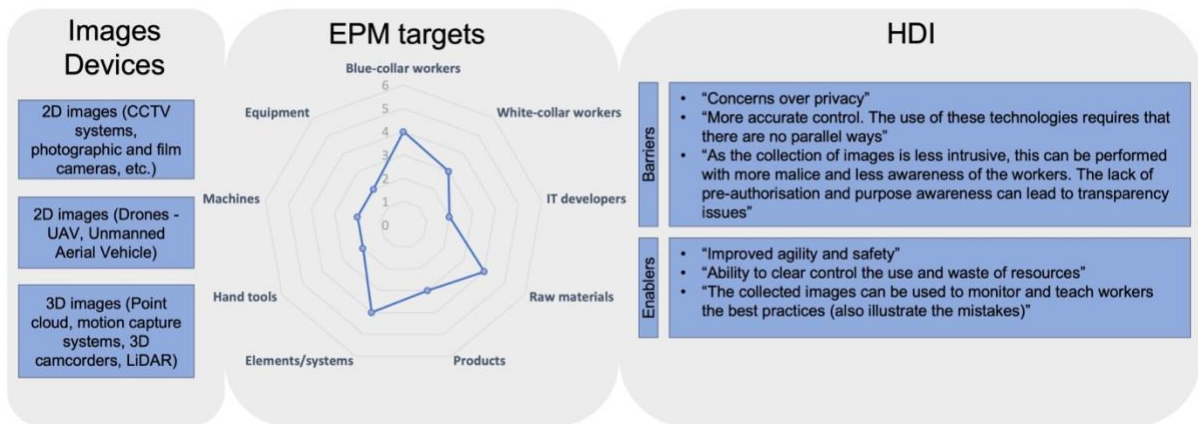 Images
Devices
2D images (CCTV
systems,
photographic and film
cameras, etc.)
2D images (Drones -
UAV, Unmanned
Aerial Vehicle)
3D images (Point
cloud, motion capture
systems, 3D
camcorders, LiDAR)
EPM targets
Blue-collar workers
White-collar workers
IT developers
Raw materials
Products
Elements/systems
Hand tools
Machines
Equipment
6
5
4
3
2
1
0
HDI
Barriers
• “Concerns over privacy”
• “More accurate control. The use of these technologies requires that
there are no parallel ways”
• “As the collection of images is less intrusive, this can be performed
with more malice and less awareness of the workers. The lack of
pre-authorisation and purpose awareness can lead to transparency
issues”
Enablers
• “Improved agility and safety”
• “Ability to clear control the use and waste of resources”
• “The collected images can be used to monitor and teach workers
the best practices (also illustrate the mistakes)”